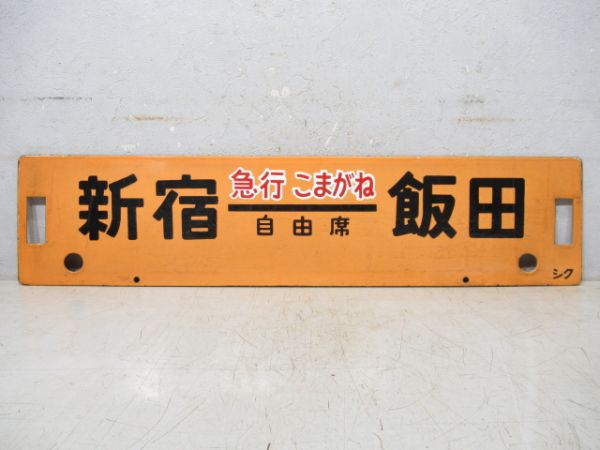 新宿
急行 こまがね
自由席
飯田
シク